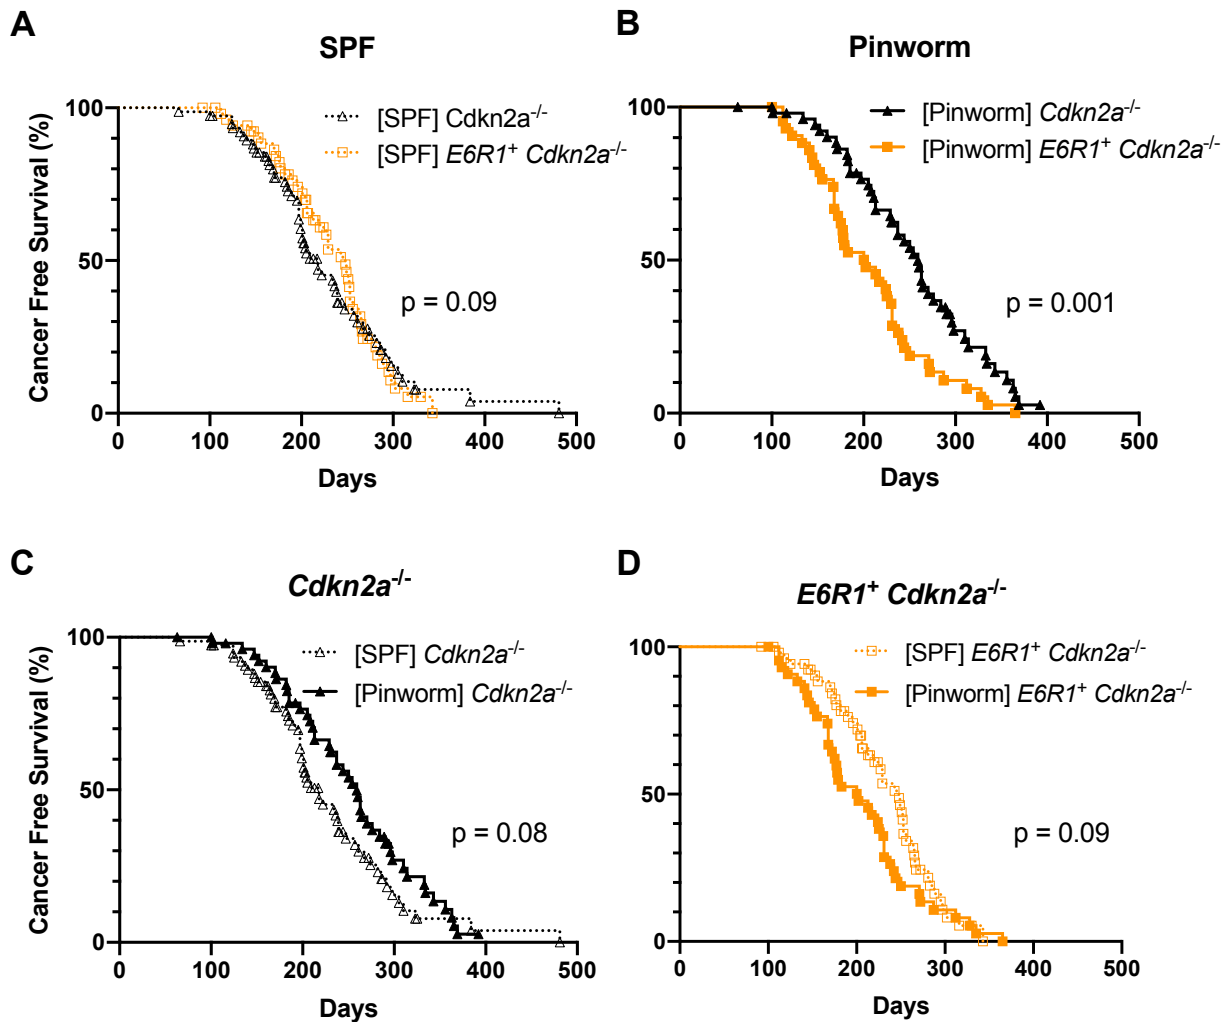 A
SPF
Cancer Free Survival (%)
100
50
0
[SPF] Cdkn2a-/-
[SPF] E6R1+ Cdkn2a-/-
p = 0.09
0 100 200 300 400 500
Days
B
Pinworm
100
50
0
[Pinworm] Cdkn2a-/-
[Pinworm] E6R1+ Cdkn2a-/-
p = 0.001
0 100 200 300 400 500
Days
C
Cdkn2a-/-
Cancer Free Survival (%)
100
50
0
[SPF] Cdkn2a-/-
[Pinworm] Cdkn2a-/-
p = 0.08
0 100 200 300 400 500
Days
D
E6R1+ Cdkn2a-/-
100
50
0
[SPF] E6R1+ Cdkn2a-/-
[Pinworm] E6R1+ Cdkn2a-/-
p = 0.09
0 100 200 300 400 500
Days